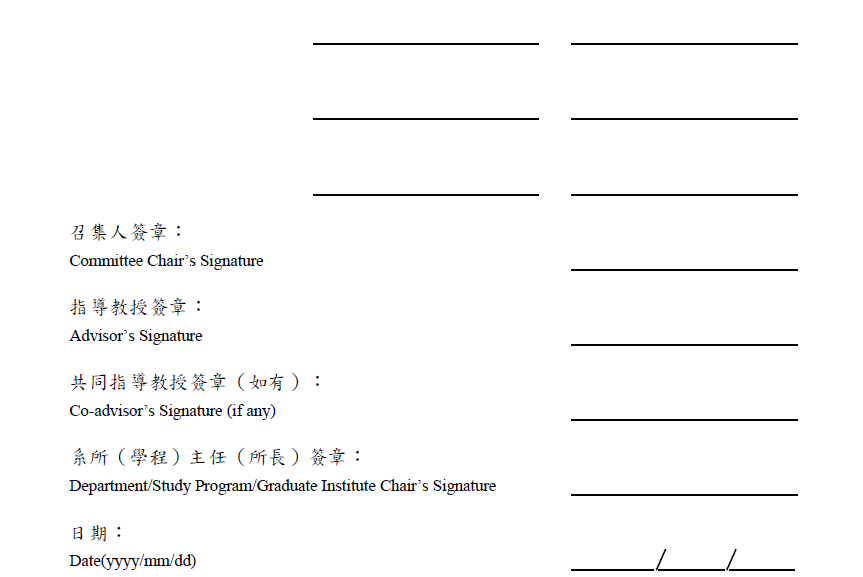 召集人簽章：
Committee Chair’s Signature
指導教授簽章：
Advisor’s Signature
共同指導教授簽章（如有）：
Co-advisor’s Signature (if any)
系所（學程）主任（所長）簽章：
Department/Study Program/Graduate Institute Chair’s Signature
日期：
Date(yyyy/mm/dd)
/ /